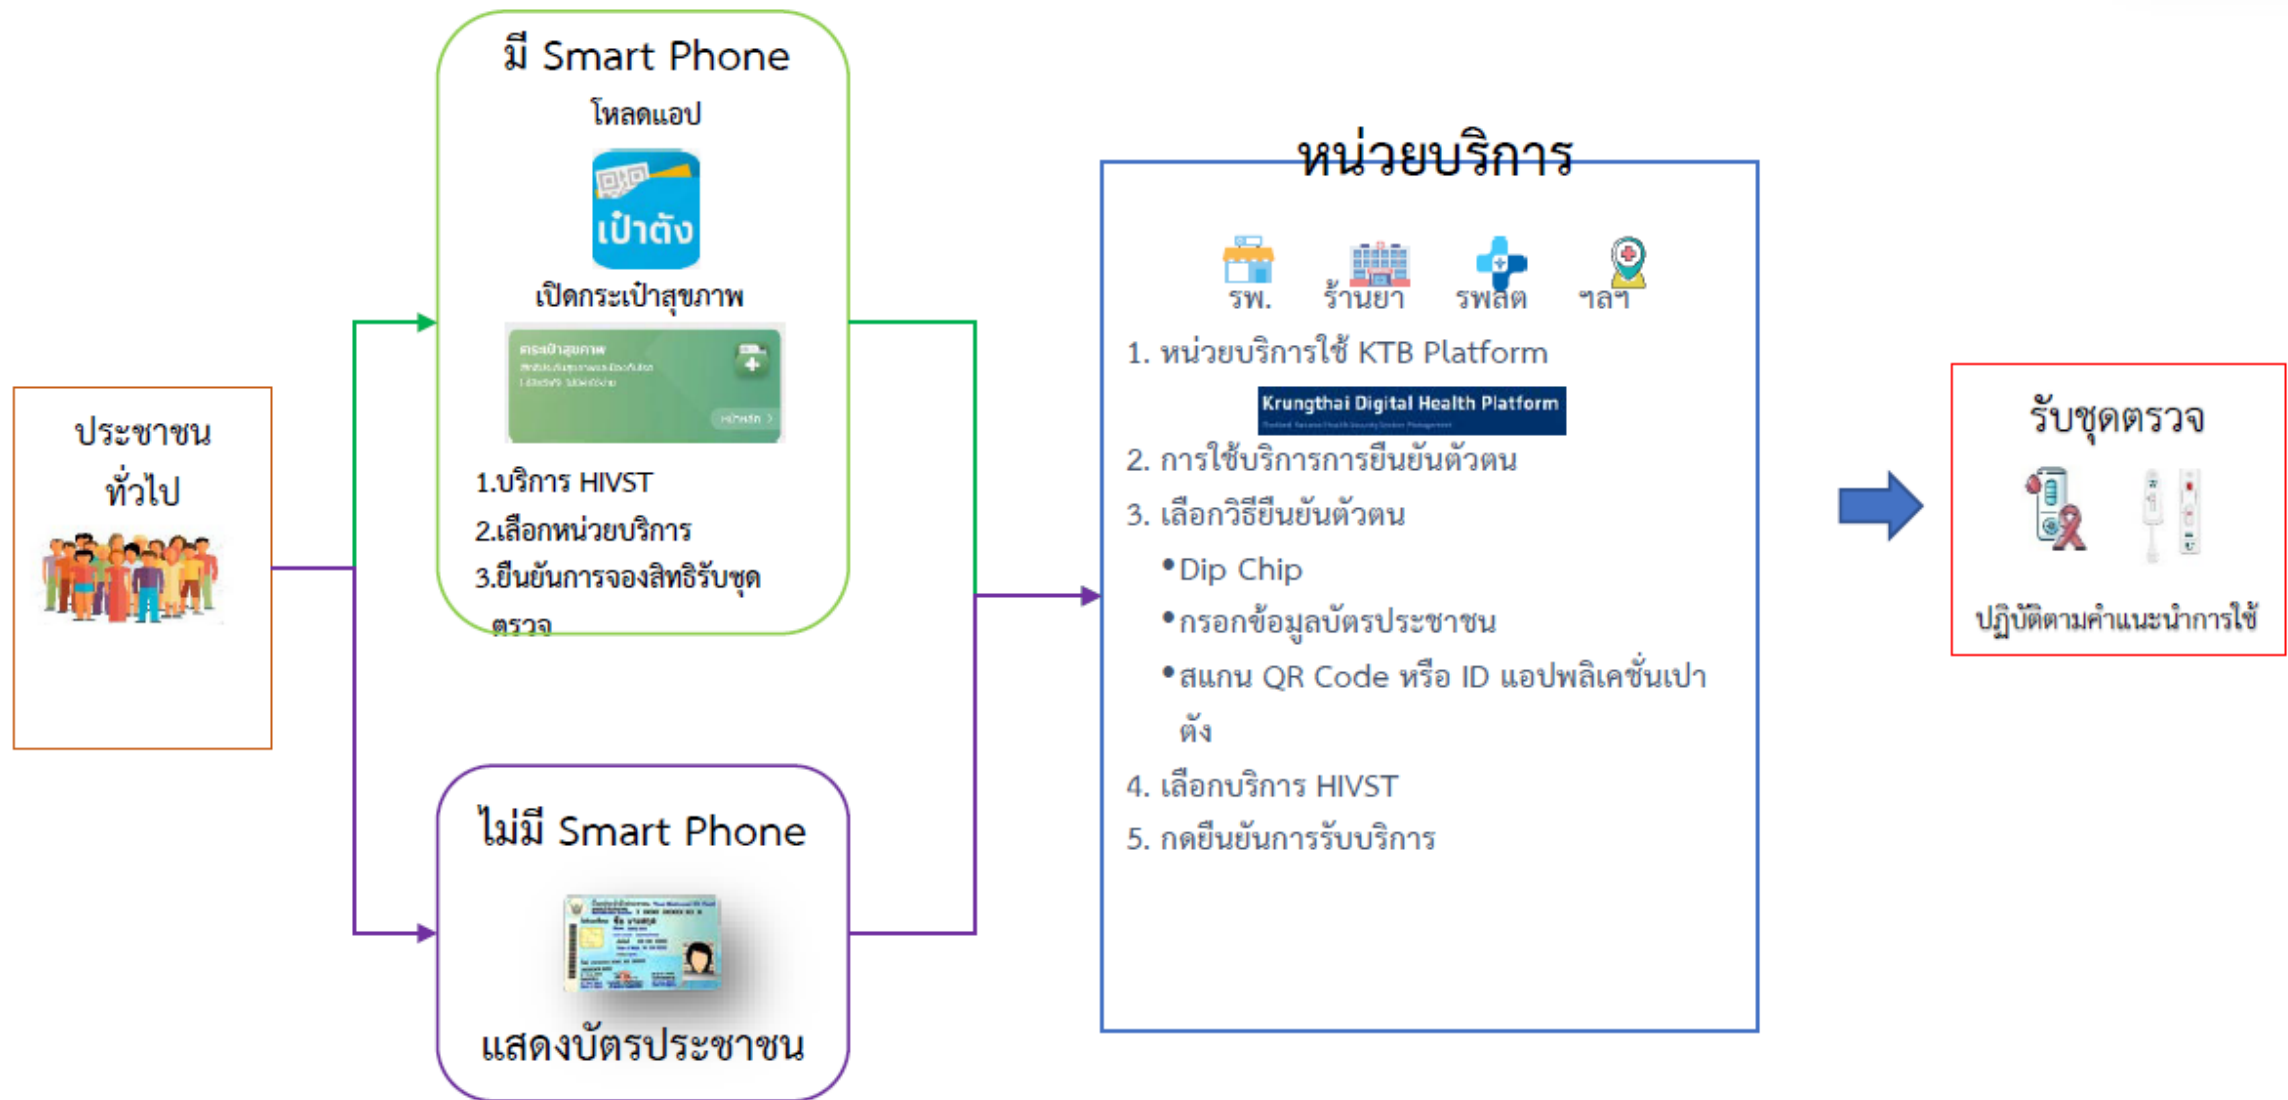 ประชาชน
ทั่วไป
มี Smart Phone
โหลดแอป
เป๋าตัง
เปิดกระเป๋าสุขภาพ
กระเป๋าสุขภาพ
หน้าหลัก >
1.บริการ HIVST
2.เลือกหน่วยบริการ
3.ยืนยันการจองสิทธิรับชุด
ตรวจ
ไม่มี Smart Phone
แสดงบัตรประชาชน
หน่วยบริการ
รพ. ร้านยา รพสต ฯลฯ
1. หน่วยบริการใช้ KTB Platform
Krungthai Digital Health Platform
2. การใช้บริการการยืนยันตัวตน
3. เลือกวิธียืนยันตัวตน
•Dip Chip
•กรอกข้อมูลบัตรประชาชน
•สแกน QR Code หรือ ID แอปพลิเคชั่นเปา
ตัง
4. เลือกบริการ HIVST
5. กดยืนยันการรับบริการ
รับชุดตรวจ
ปฏิบัติตามคำแนะนำการใช้